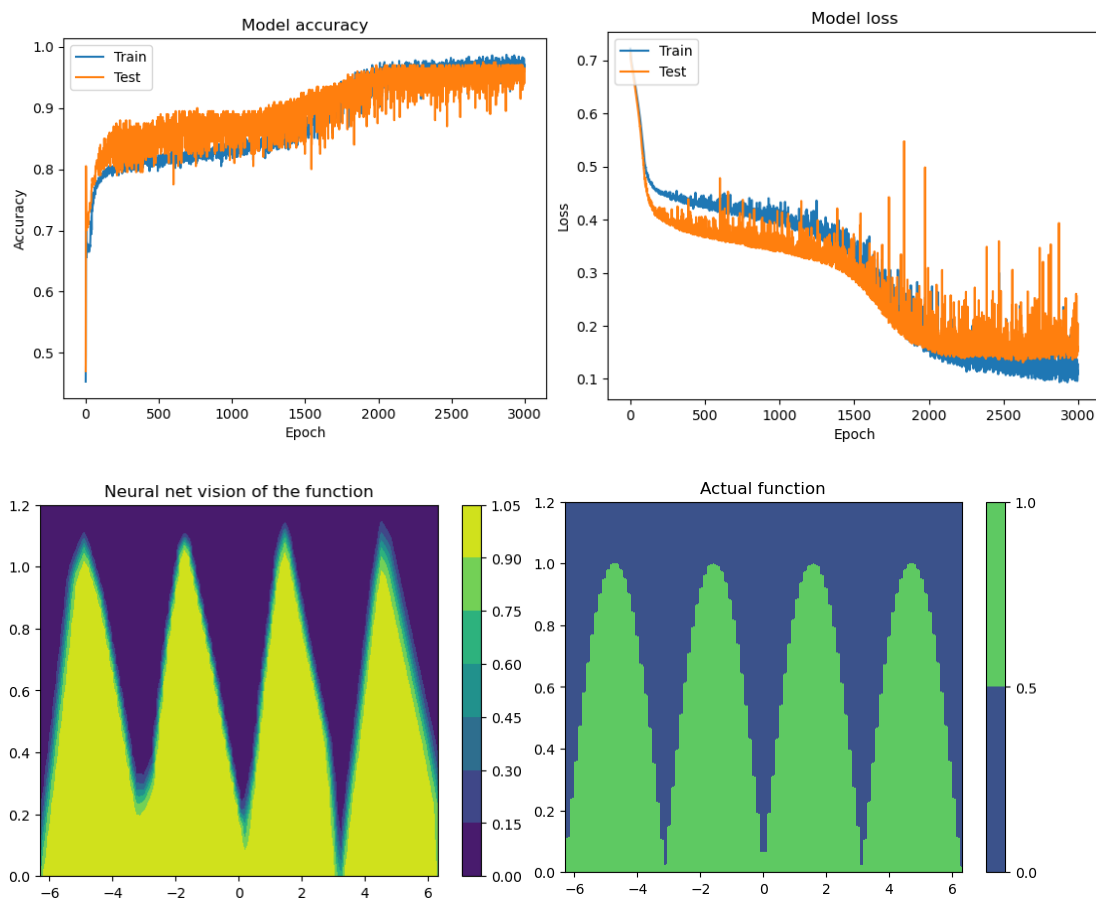 Model accuracy
Train
Test
1.0
0.9
0.8
0.7
0.6
0.5
Accuracy
0 500 1000 1500 2000 2500 3000
Epoch
Model loss
Train
Test
0.7
0.6
0.5
0.4
0.3
0.2
0.1
Loss
0 500 1000 1500 2000 2500 3000
Epoch
Neural net vision of the function
1.2
1.0
0.8
0.6
0.4
0.2
0.0
−6 −4 −2 0 2 4 6
1.05
0.90
0.75
0.60
0.45
0.30
0.15
0.00
Actual function
1.2
1.0
0.8
0.6
0.4
0.2
0.0
−6 −4 −2 0 2 4 6
1.0
0.5
0.0